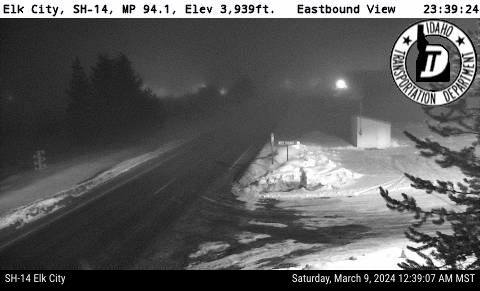 Elk City, SH-14, MP 94.1, Elev 3,939ft. Eastbound View 23:39:24
IDAHO
TRANSPORTATION DEPARTMENT
SH-14 Elk City Saturday, March 9, 2024 12:39:07 AM MST